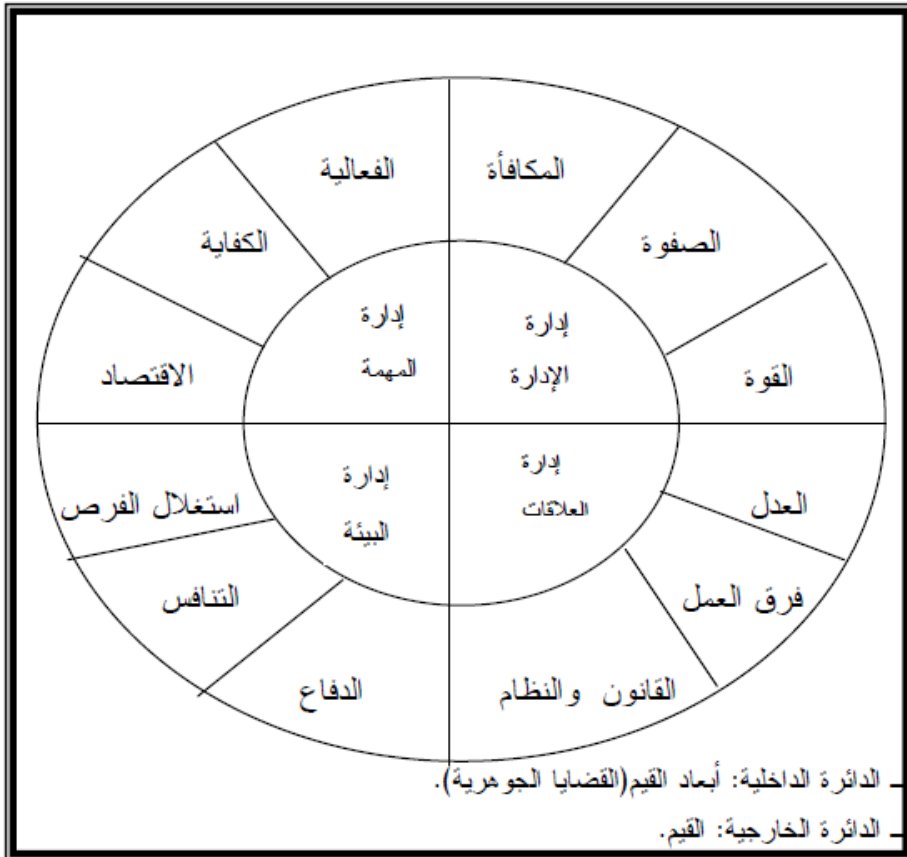 المكافأة
الفعالية
الصفوة
الكفاية
القوة
الاقتصاد
إدارة
الإدارة
إدارة
المهمة
إدارة
العلاقات
إدارة
البيئة
العدل
استغلال الفرص
فرق العمل
التنافس
القانون والنظام
الدفاع
ـ الدائرة الداخلية: أبعاد القيم(القضايا الجوهرية).
ـ الدائرة الخارجية: القيم.